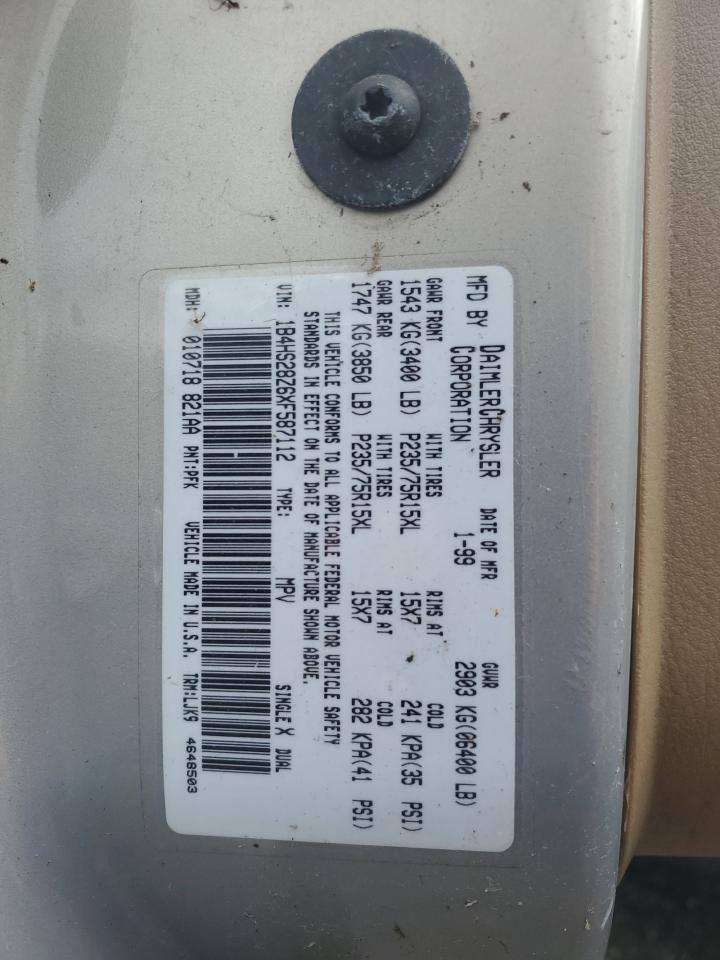 MFD BY DAIMLERCHRYSLER CORPORATION DATE OF MFR 1-99 GVWR 2903 KG(06400 LB)
GAWR FRONT WITH TIRES RIMS AT COLD
1543 KG(3400 LB) P235/75R15XL 15X7 241 KPA(35 PSI)
GAWR REAR WITH TIRES RIMS AT COLD
1747 KG(3850 LB) P235/75R15XL 15X7 282 KPA(41 PSI)
THIS VEHICLE CONFORMS TO ALL APPLICABLE FEDERAL MOTOR VEHICLE SAFETY
STANDARDS IN EFFECT ON THE DATE OF MANUFACTURE SHOWN ABOVE.
VIN: 1B4HS28Z6XF587112 TYPE: MPV SINGLE X DUAL
MDH: 010718 821AA PNT:PFK VEHICLE MADE IN U.S.A. TRM:LJK9 4648503